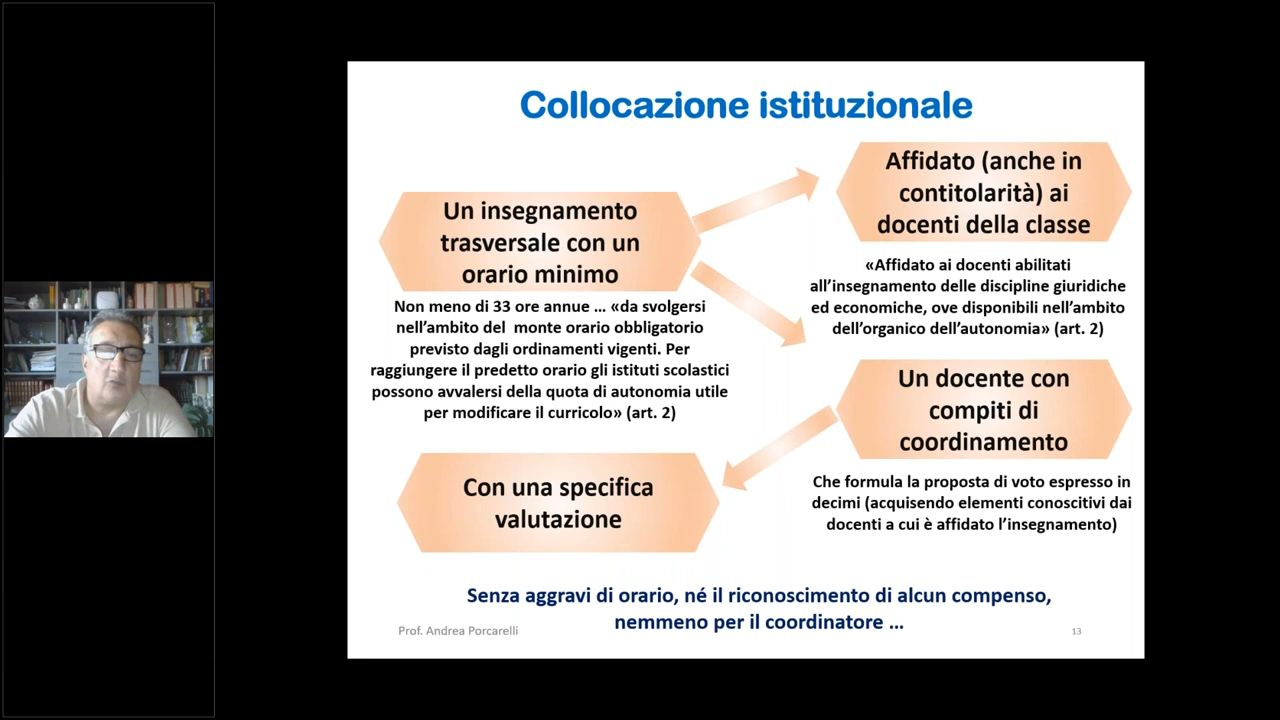 Collocazione istituzionale
Un insegnamento
trasversale con un
orario minimo
Non meno di 33 ore annue … «da svolgersi
nell’ambito del monte orario obbligatorio
previsto dagli ordinamenti vigenti. Per
raggiungere il predetto orario gli istituti scolastici
possono avvalersi della quota di autonomia utile
per modificare il curricolo» (art. 2)
Affidato (anche in
contitolarità) ai
docenti della classe
«Affidato ai docenti abilitati
all’insegnamento delle discipline giuridiche
ed economiche, ove disponibili nell’ambito
dell’organico dell’autonomia» (art. 2)
Un docente con
compiti di
coordinamento
Che formula la proposta di voto espresso in
decimi (acquisendo elementi conoscitivi dai
docenti a cui è affidato l’insegnamento)
Con una specifica
valutazione
Senza aggravi di orario, né il riconoscimento di alcun compenso,
nemmeno per il coordinatore …
Prof. Andrea Porcarelli
13